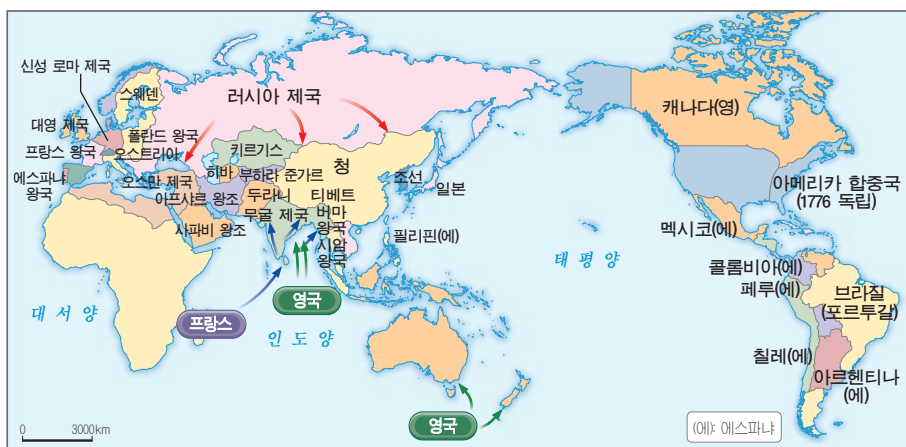 신성 로마 제국
스웨덴
러시아 제국
대영 제국
폴란드 왕국
프랑스 왕국
오스트리아
에스파냐
왕국
오스만 제국
히바
키르기스
부하라 준가르
청
조선
일본
아프샤르 왕조
두라니
티베트
무굴 제국
버마
왕국
시암
왕국
사파비 왕조
필리핀(에)
캐나다(영)
아메리카 합중국
(1776 독립)
멕시코(에)
콜롬비아(에)
페루(에)
브라질
(포르투갈)
칠레(에)
아르헨티나
(에)
태평양
대서양
인도양
프랑스
영국
영국
0 3000km
(에): 에스파냐